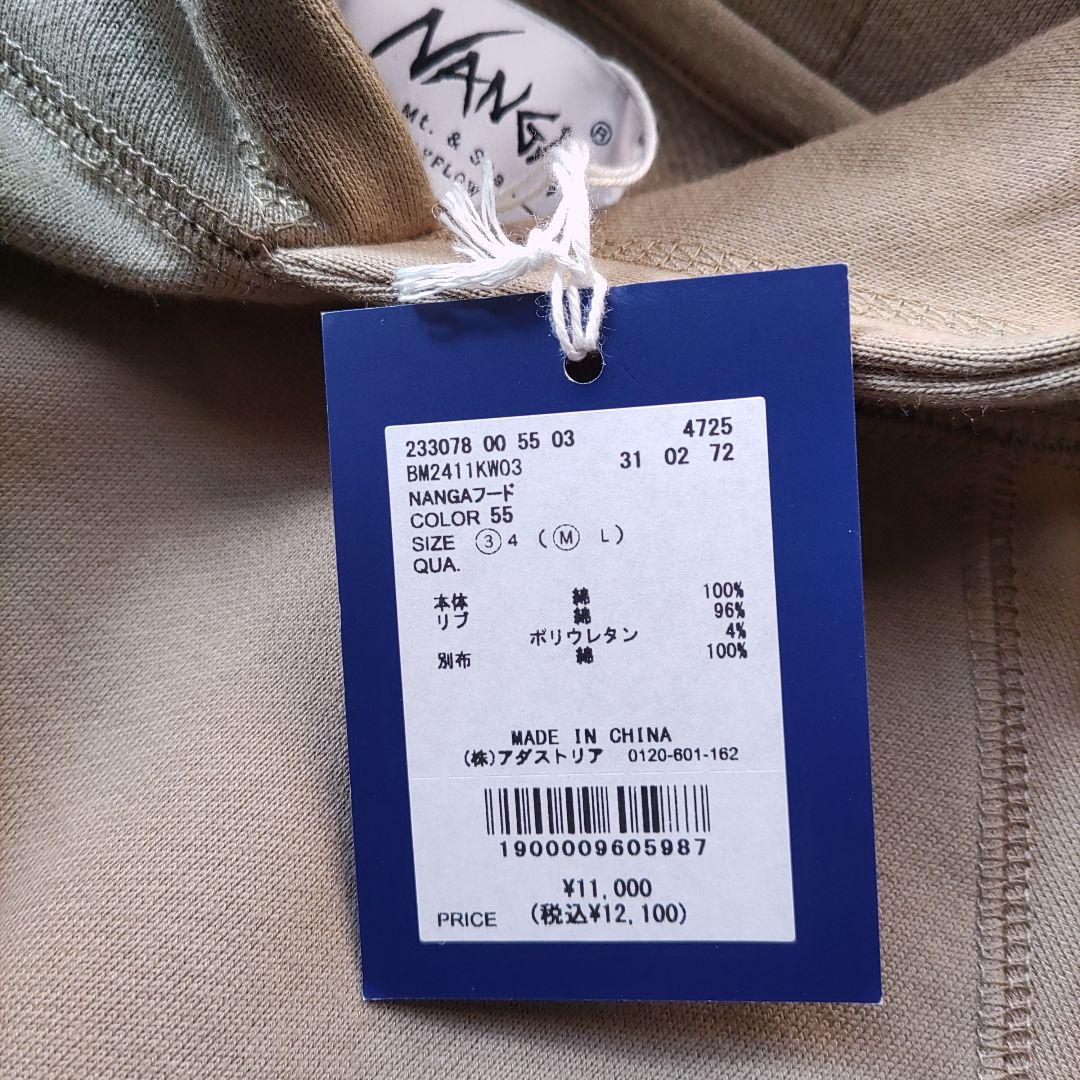 NANG
®
Mt. & S
233078 00 55 03 4725
BM2411KW03 31 02 72
NANGAフード
COLOR 55
SIZE ③ 4 ( Ⓜ L )
QUA.
本体 綿 100%
リブ 綿 96%
ポリウレタン 4%
別布 綿 100%
MADE IN CHINA
(株)アダストリア 0120-601-162
1900009605987
¥11,000
PRICE (税込¥12,100)